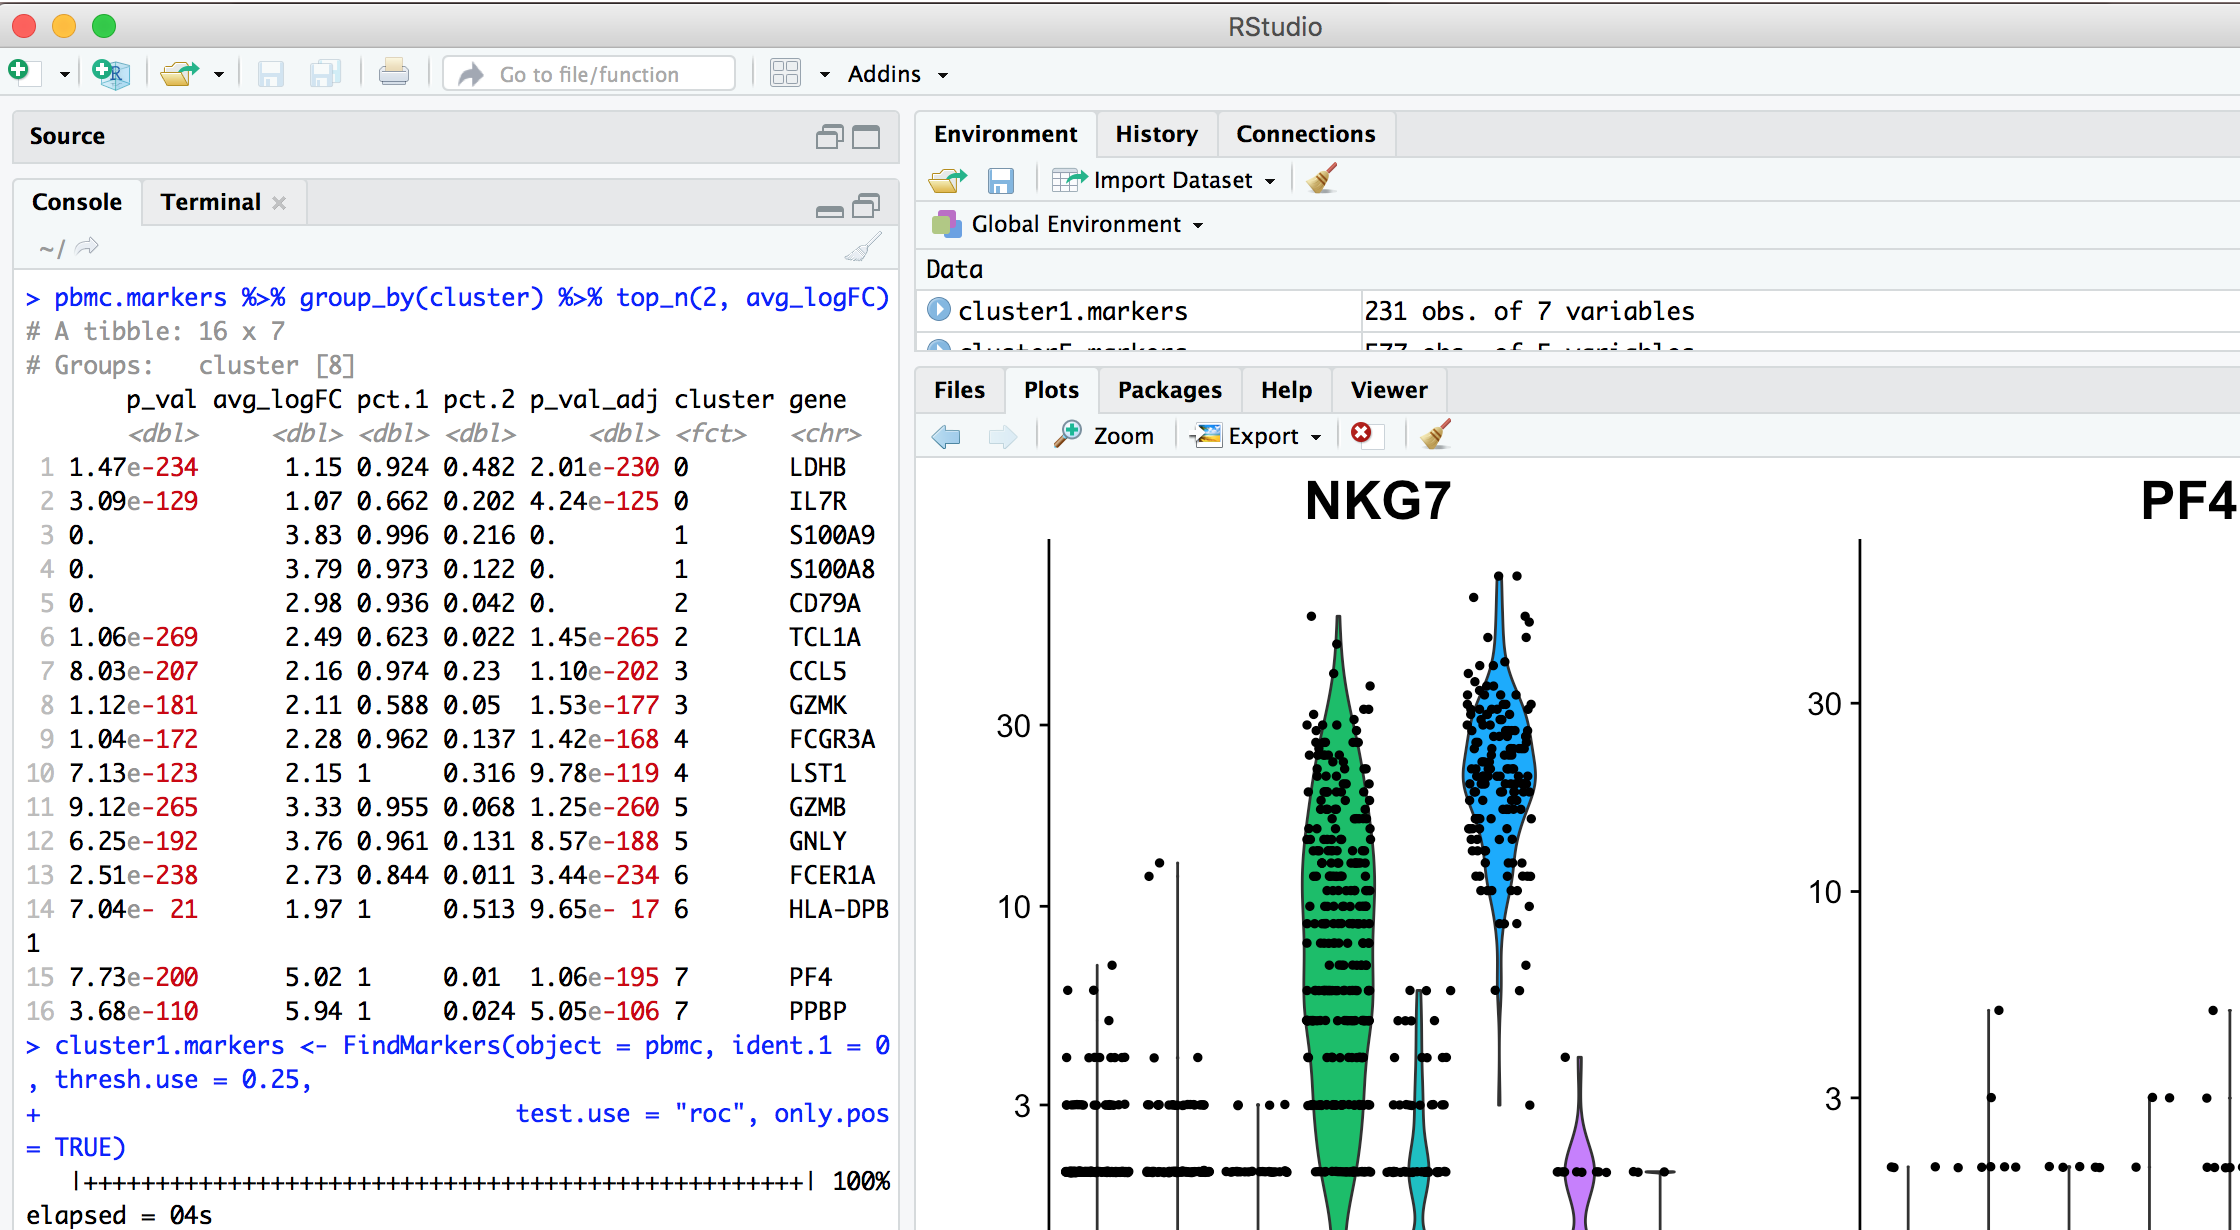 RStudio
Go to file/function
Addins
Source
Console
Terminal
~/
> pbmc.markers %>% group_by(cluster) %>% top_n(2, avg_logFC)
# A tibble: 16 x 7
# Groups:   cluster [8]
p_val avg_logFC pct.1 pct.2 p_val_adj cluster gene
<dbl> <dbl> <dbl> <dbl> <dbl> <fct> <chr>
1 1.47e-234 1.15 0.924 0.482 2.01e-230 0 LDHB
2 3.09e-129 1.07 0.662 0.202 4.24e-125 0 IL7R
3 0. 3.83 0.996 0.216 0. 1 S100A9
4 0. 3.79 0.973 0.122 0. 1 S100A8
5 0. 2.98 0.936 0.042 0. 2 CD79A
6 1.06e-269 2.49 0.623 0.022 1.45e-265 2 TCL1A
7 8.03e-207 2.16 0.974 0.23 1.10e-202 3 CCL5
8 1.12e-181 2.11 0.588 0.05 1.53e-177 3 GZMK
9 1.04e-172 2.28 0.962 0.137 1.42e-168 4 FCGR3A
10 7.13e-123 2.15 1 0.316 9.78e-119 4 LST1
11 9.12e-265 3.33 0.955 0.068 1.25e-260 5 GZMB
12 6.25e-192 3.76 0.961 0.131 8.57e-188 5 GNLY
13 2.51e-238 2.73 0.844 0.011 3.44e-234 6 FCER1A
14 7.04e- 21 1.97 1 0.513 9.65e- 17 6 HLA-DPB
1
15 7.73e-200 5.02 1 0.01 1.06e-195 7 PF4
16 3.68e-110 5.94 1 0.024 5.05e-106 7 PPBP
> cluster1.markers <- FindMarkers(object = pbmc, ident.1 = 0
, thresh.use = 0.25,
+ test.use = "roc", only.pos
= TRUE)
|++++++++++++++++++++++++++++++++++++++++++++++++++| 100%
elapsed = 04s
Environment
History
Connections
Import Dataset
Global Environment
Data
cluster1.markers 231 obs. of 7 variables
cluster5.markers 577 obs. of 5 variables
Files
Plots
Packages
Help
Viewer
Zoom
Export
NKG7
30
10
3
PF4
30
10
3